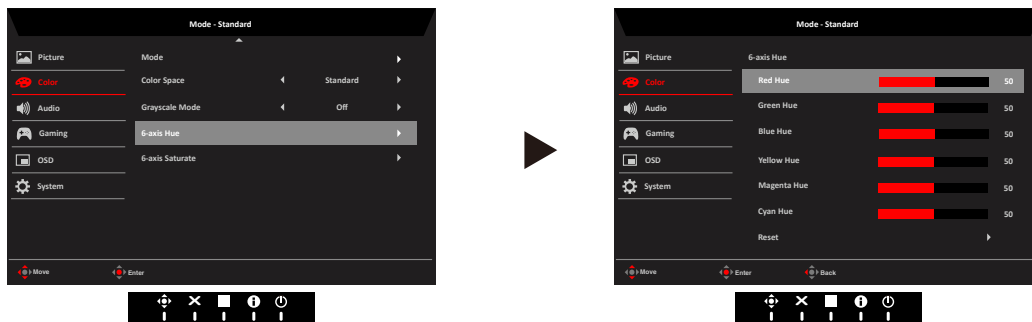 Mode - Standard
Picture
Mode
Color
Color Space
Standard
Audio
Grayscale Mode
Off
Gaming
6-axis Hue
OSD
6-axis Saturate
System
Move
Enter
Mode - Standard
Picture
6-axis Hue
Color
Red Hue
50
Audio
Green Hue
50
Gaming
Blue Hue
50
OSD
Yellow Hue
50
System
Magenta Hue
50
Cyan Hue
50
Reset
Move
Enter
Back